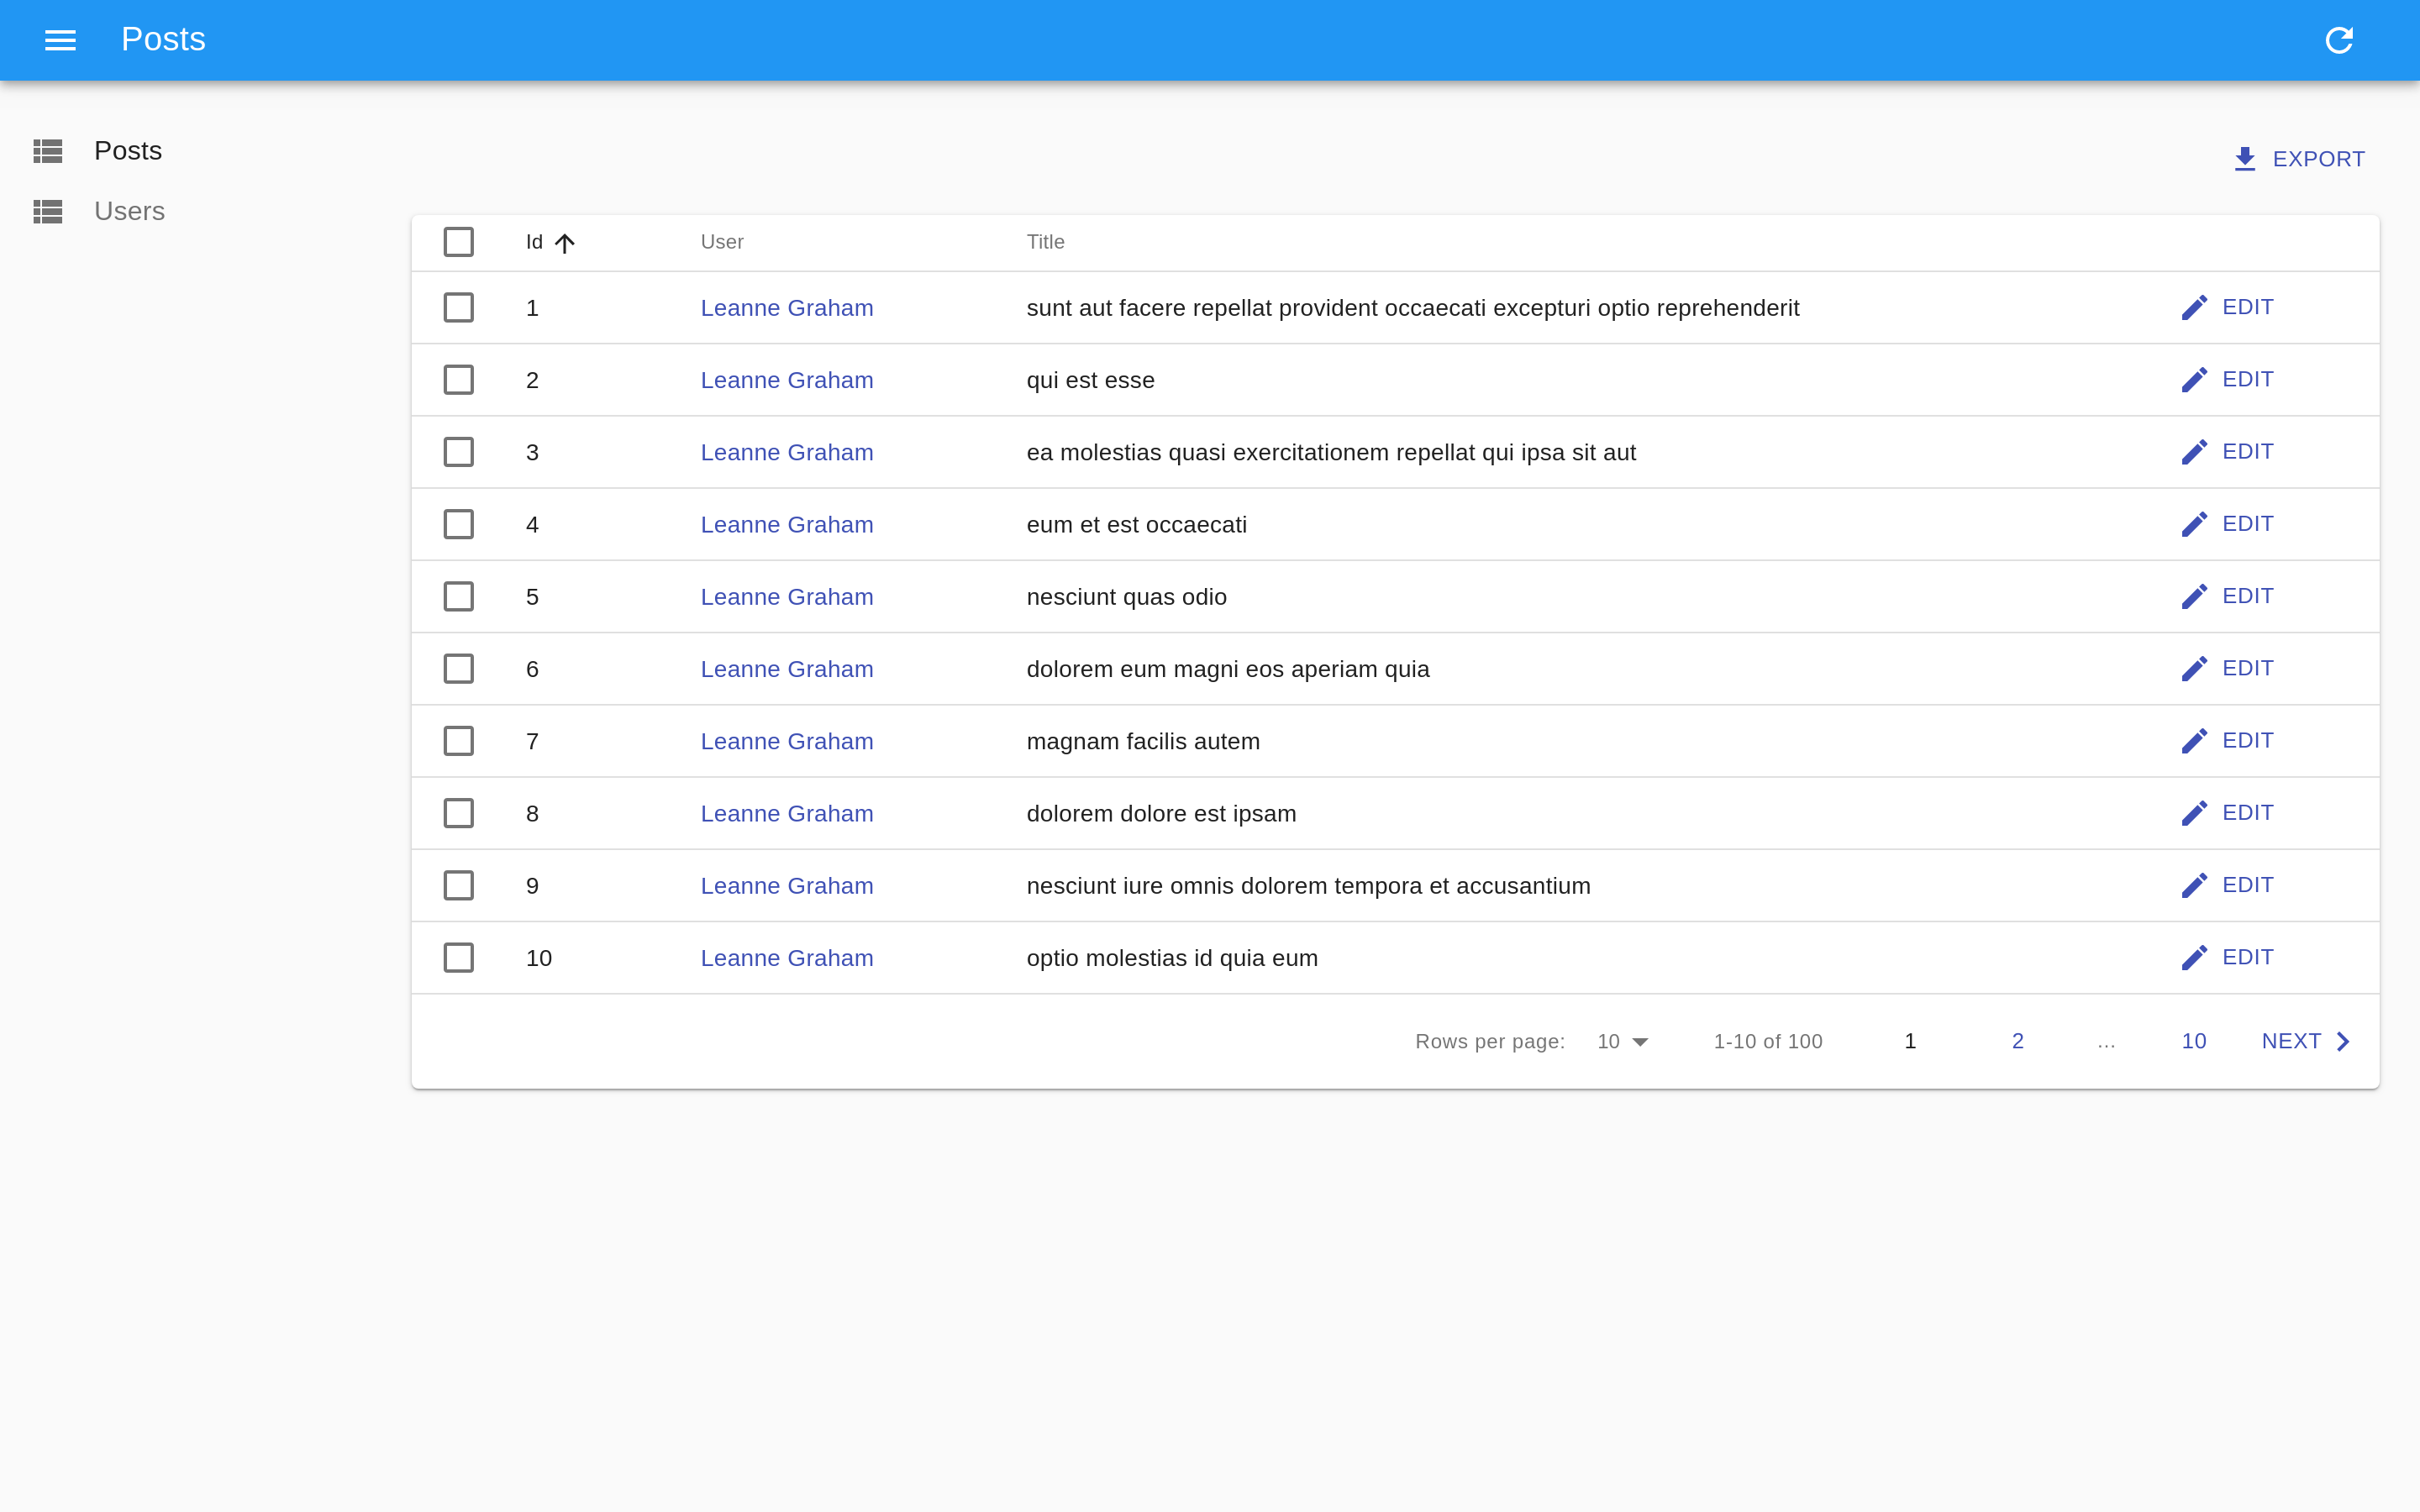 Posts
Posts
Users
EXPORT
Id User Title
1 Leanne Graham sunt aut facere repellat provident occaecati excepturi optio reprehenderit EDIT
2 Leanne Graham qui est esse EDIT
3 Leanne Graham ea molestias quasi exercitationem repellat qui ipsa sit aut EDIT
4 Leanne Graham eum et est occaecati EDIT
5 Leanne Graham nesciunt quas odio EDIT
6 Leanne Graham dolorem eum magni eos aperiam quia EDIT
7 Leanne Graham magnam facilis autem EDIT
8 Leanne Graham dolorem dolore est ipsam EDIT
9 Leanne Graham nesciunt iure omnis dolorem tempora et accusantium EDIT
10 Leanne Graham optio molestias id quia eum EDIT
Rows per page: 10 1-10 of 100 1 2 ... 10 NEXT